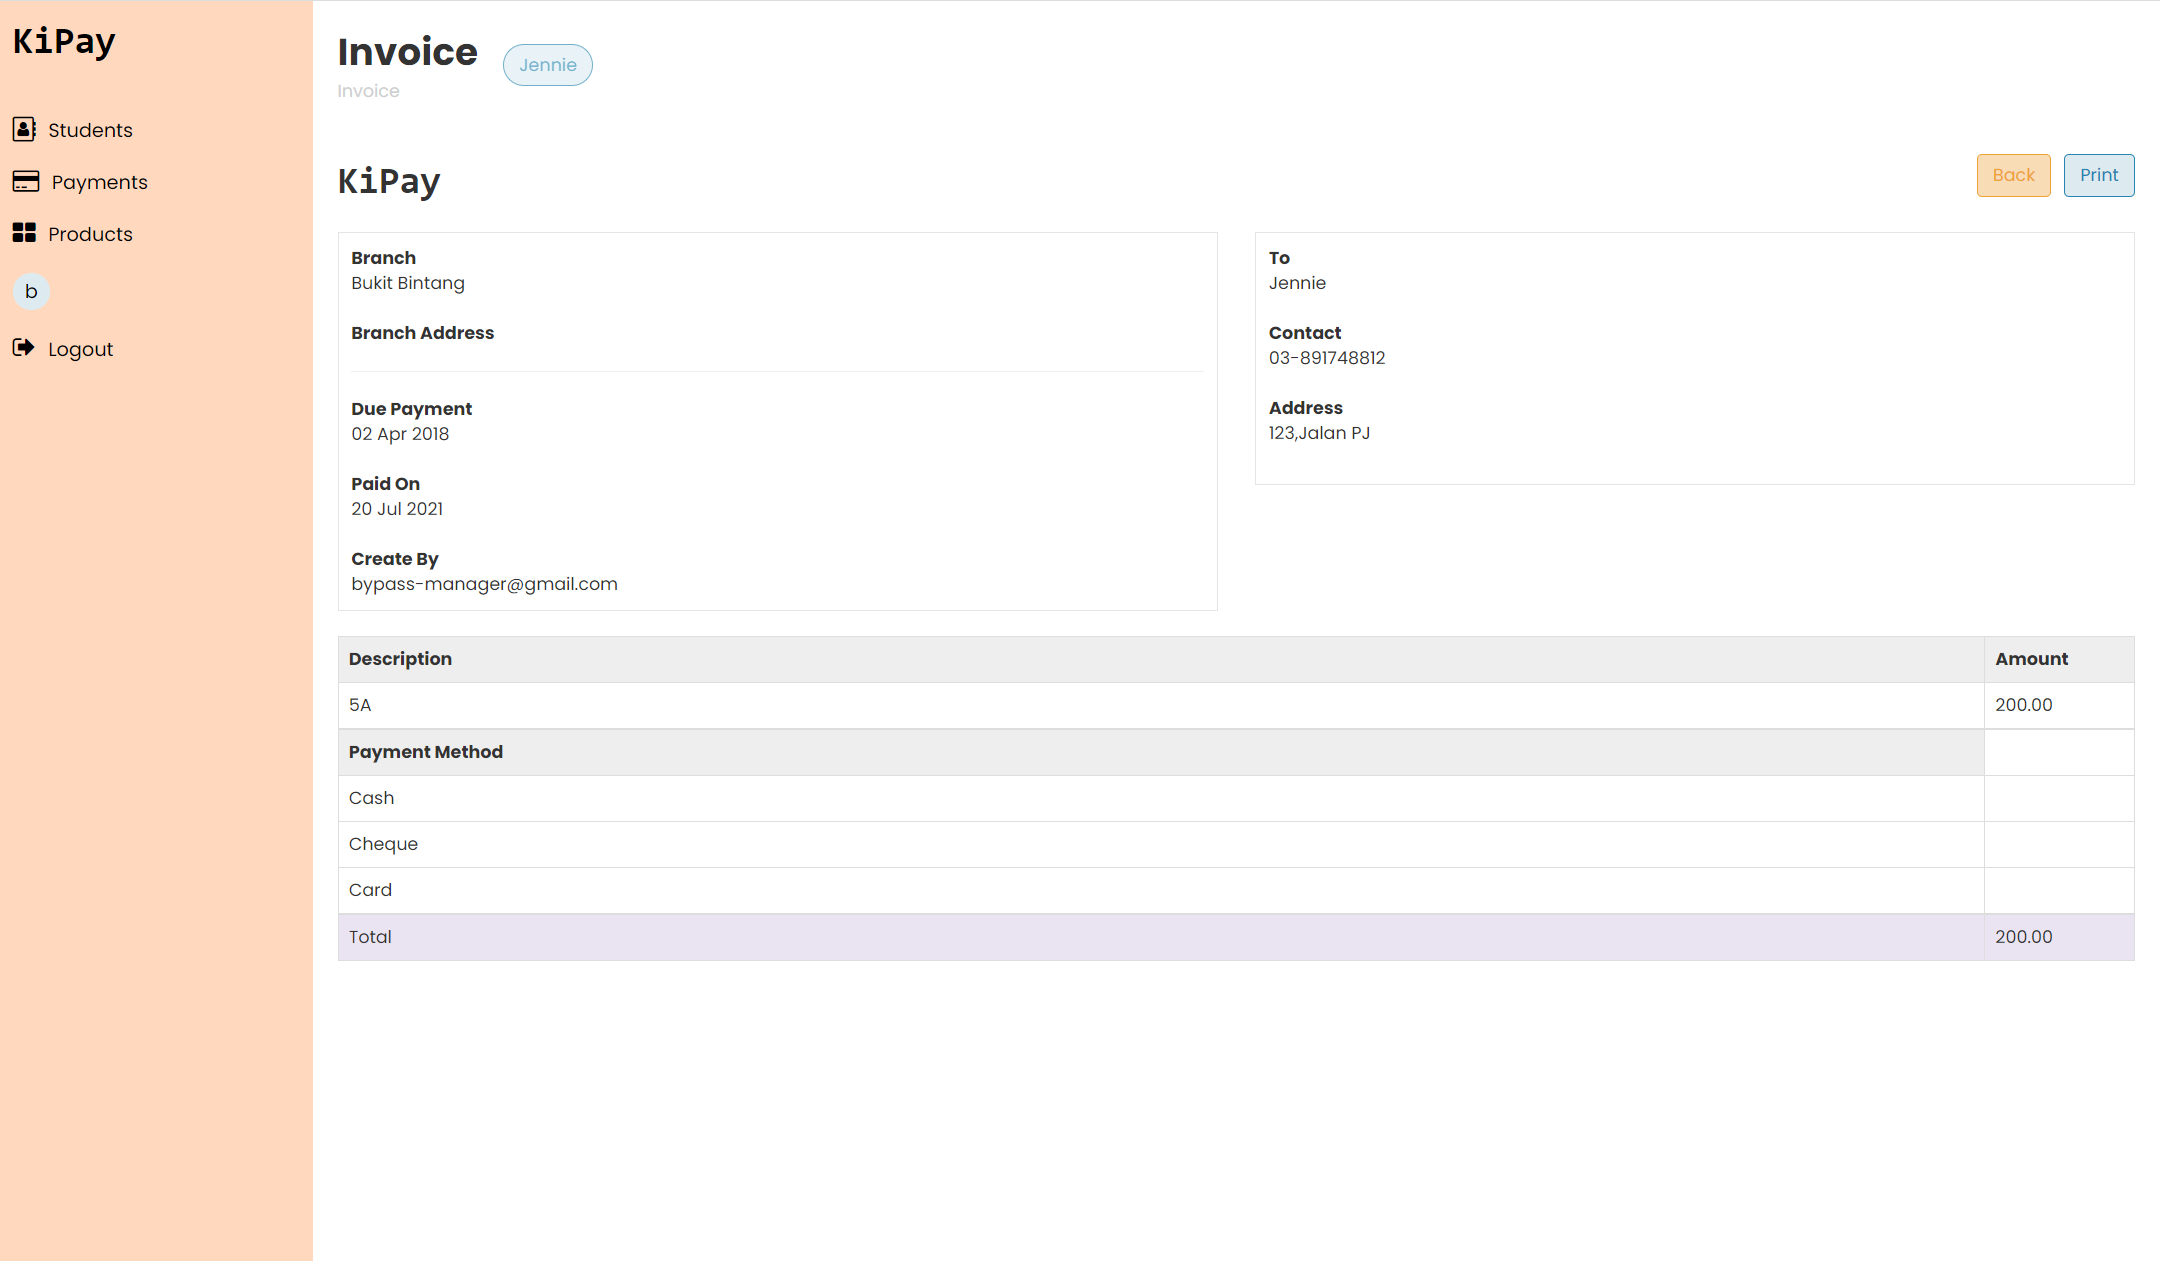 KiPay
Students
Payments
Products
b
Logout
Invoice
Jennie
Invoice
KiPay
Back
Print
Branch
Bukit Bintang
Branch Address
Due Payment
02 Apr 2018
Paid On
20 Jul 2021
Create By
bypass-manager@gmail.com
To
Jennie
Contact
03-891748812
Address
123,Jalan PJ
Description Amount
5A 200.00
Payment Method
Cash
Cheque
Card
Total 200.00